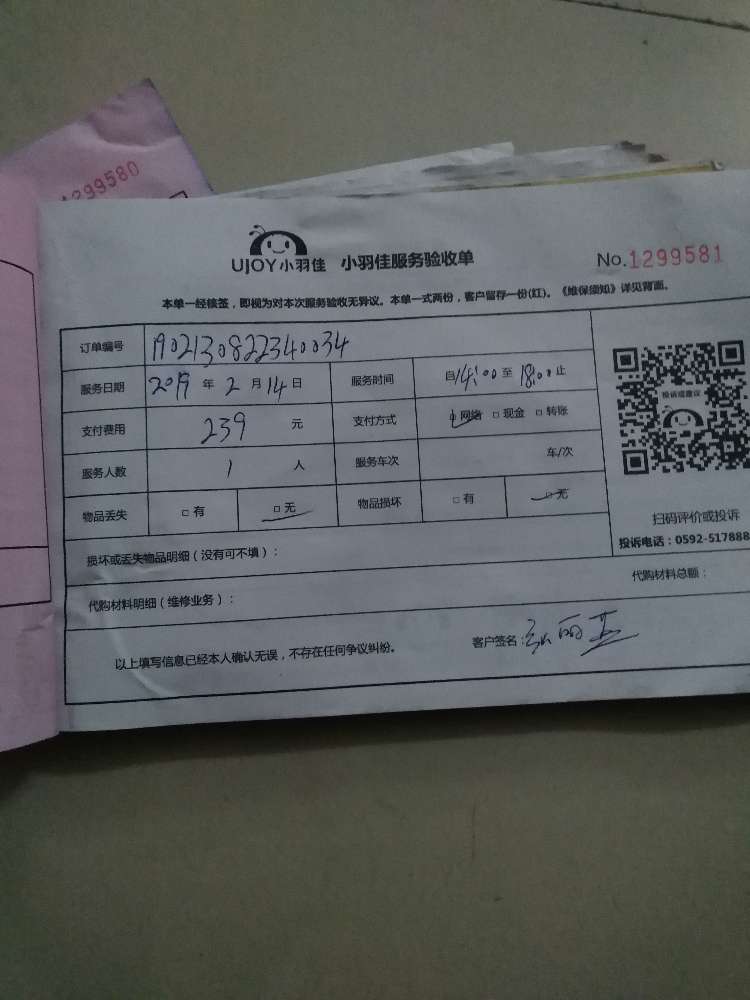 1299580
UJOY小羽佳 小羽佳服务验收单 No.1299581
本单一经核签，即视为对本次服务验收无异议。本单一式两份，客户留存一份(红)。《维保须知》详见背面。
订单编号 1902130822340034
服务日期 2019 年 2 月 14 日 服务时间 自 14:00 至 18:00 止
支付费用 239 元 支付方式 □网络 □现金 □转账
投诉或建议
服务人数 1 人 服务车次 车/次
物品丢失 □有 □无 物品损坏 □有 □无
扫码评价或投诉
投诉电话：0592-517888
损坏或丢失物品明细（没有可不填）：
代购材料明细（维修业务）： 代购材料总额：
以上填写信息已经本人确认无误，不存在任何争议纠纷。 客户签名：